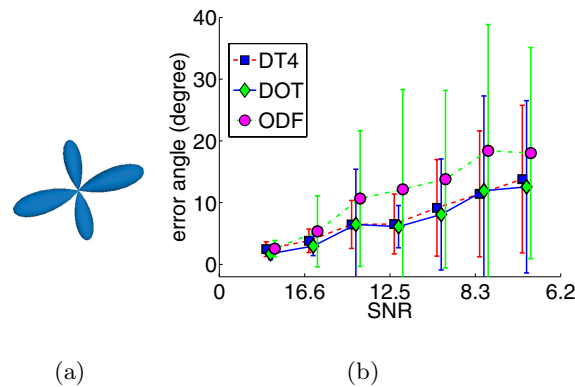 40
30
20
10
0
error angle (degree)
DT4
DOT
ODF
0 16.6 12.5 8.3 6.2
SNR
(a) (b)